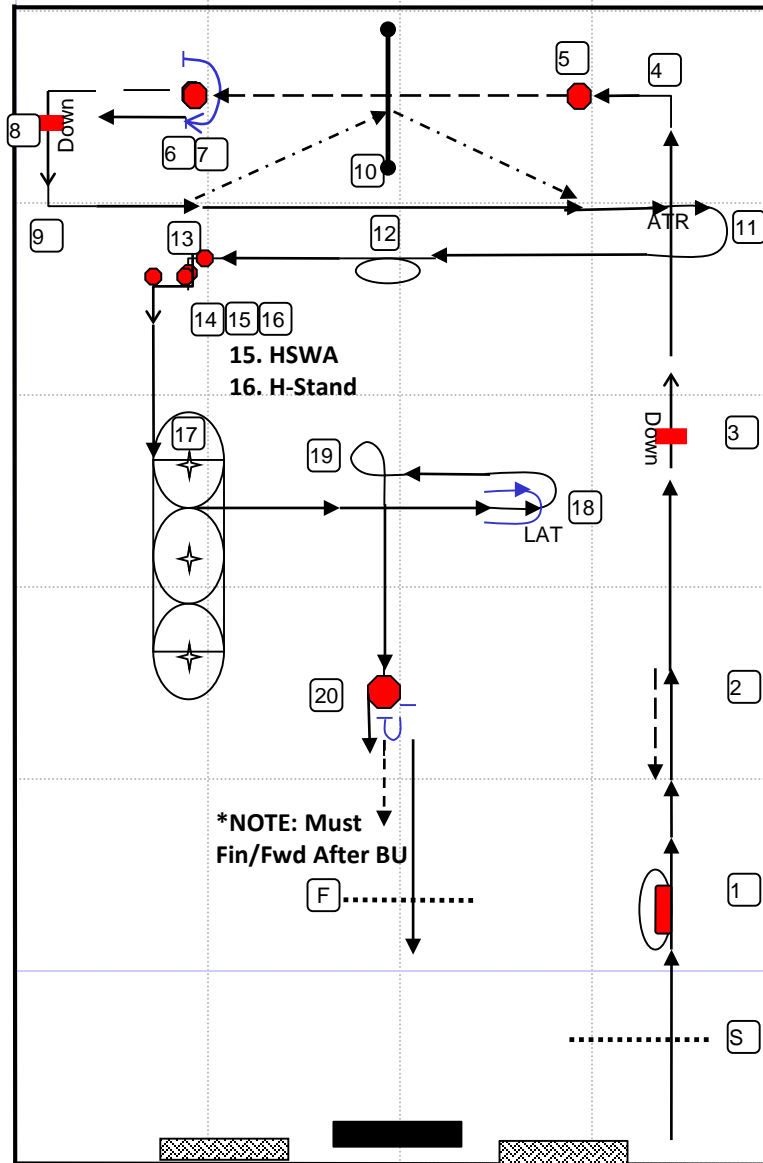 5
4
8
Down
6
7
10
9
13
12
ATR
11
14
15
16
15. HSWA
16. H-Stand
17
19
Down
3
18
LAT
20
2
*NOTE: Must
Fin/Fwd After BU
F
1
S